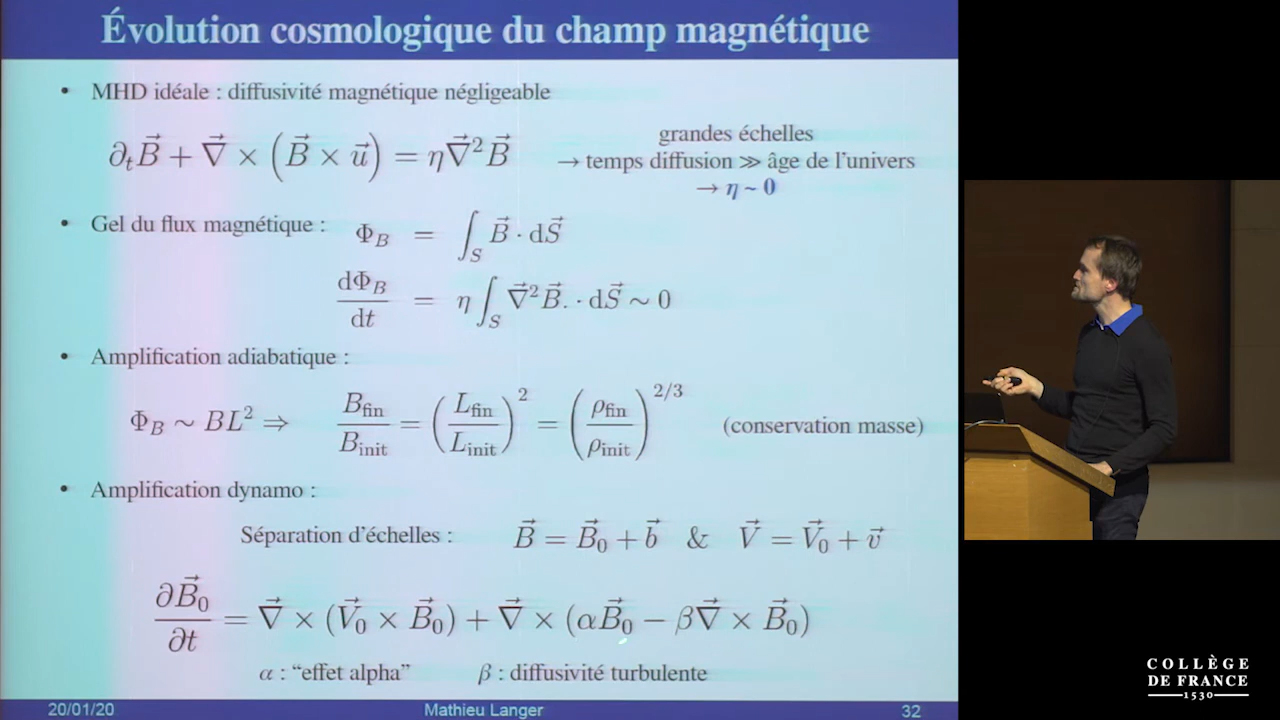 Évolution cosmologique du champ magnétique
• MHD idéale : diffusivité magnétique négligeable
∂ₜB⃗ + ∇⃗ × (B⃗ × u⃗) = η∇⃗²B⃗
grandes échelles
→ temps diffusion ≫ âge de l'univers
→ η ~ 0
• Gel du flux magnétique :
Φ_B = ∫_S B⃗ · dS⃗
dΦ_B/dt = η ∫_S ∇⃗²B⃗. · dS⃗ ∼ 0
• Amplification adiabatique :
Φ_B ∼ BL² ⇒ B_fin/B_init = (L_fin/L_init)² = (ρ_fin/ρ_init)^{2/3} (conservation masse)
• Amplification dynamo :
Séparation d'échelles : B⃗ = B⃗₀ + b⃗ & V⃗ = V⃗₀ + v⃗
∂B⃗₀/∂t = ∇⃗ × (V⃗₀ × B⃗₀) + ∇⃗ × (αB⃗₀ − β∇⃗ × B⃗₀)
α : “effet alpha” β : diffusivité turbulente
20/01/20 Mathieu Langer 32
COLLÈGE
DE FRANCE
1530